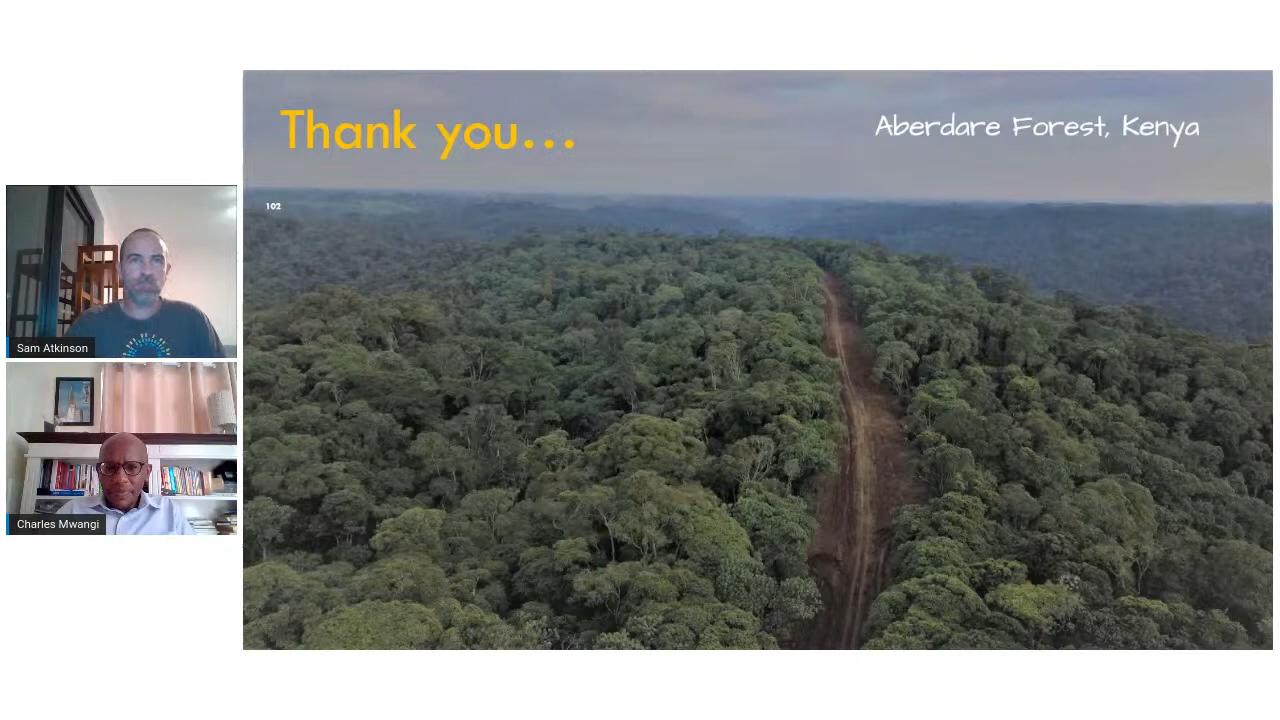 Thank you...
Aberdare Forest, Kenya
102
Sam Atkinson
Charles Mwangi